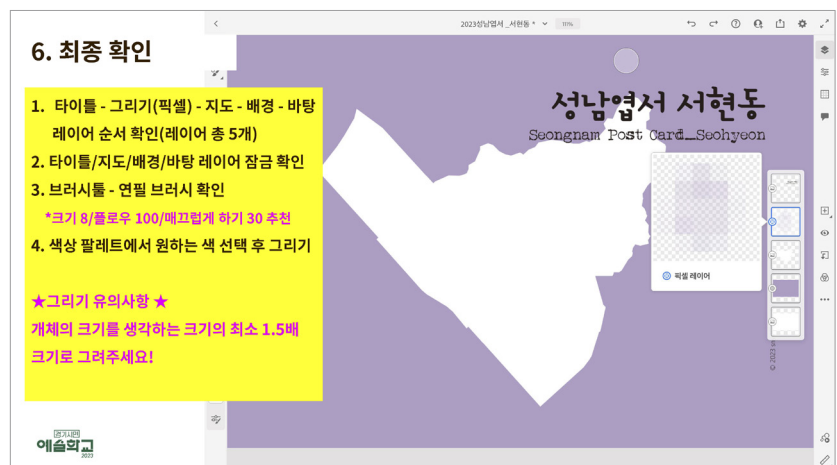 2023성남엽서 _서현동 *
111%
6. 최종 확인
1. 타이틀 - 그리기(픽셀) - 지도 - 배경 - 바탕
레이어 순서 확인(레이어 총 5개)
2. 타이틀/지도/배경/바탕 레이어 잠금 확인
3. 브러시툴 - 연필 브러시 확인
*크기 8/플로우 100/매끄럽게 하기 30 추천
4. 색상 팔레트에서 원하는 색 선택 후 그리기
★그리기 유의사항 ★
개체의 크기를 생각하는 크기의 최소 1.5배
크기로 그려주세요!
성남엽서 서현동
Seongnam Post Card_Seohyeon
픽셀 레이어
© 2023
경기시민
예술학교
2023